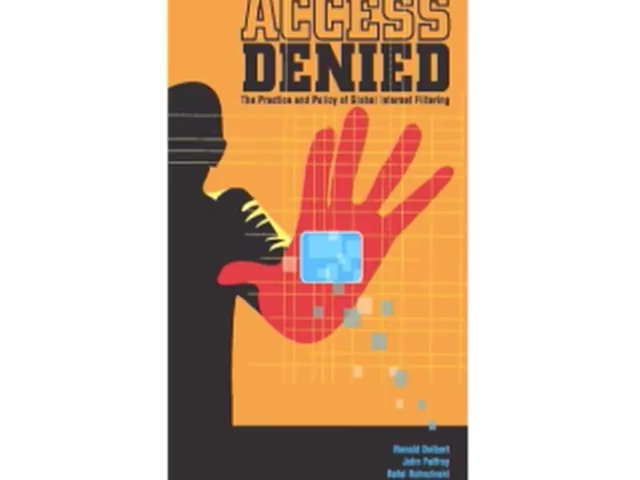 ACCESS
DENIED
The Practice and Policy of Global Internet Filtering
Ronald Deibert
John Palfrey
Rafal Rohozinski